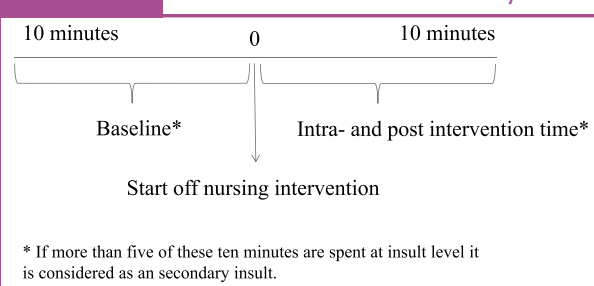 10 minutes 0 10 minutes
Baseline* Intra- and post intervention time*
Start off nursing intervention
* If more than five of these ten minutes are spent at insult level it
is considered as an secondary insult.